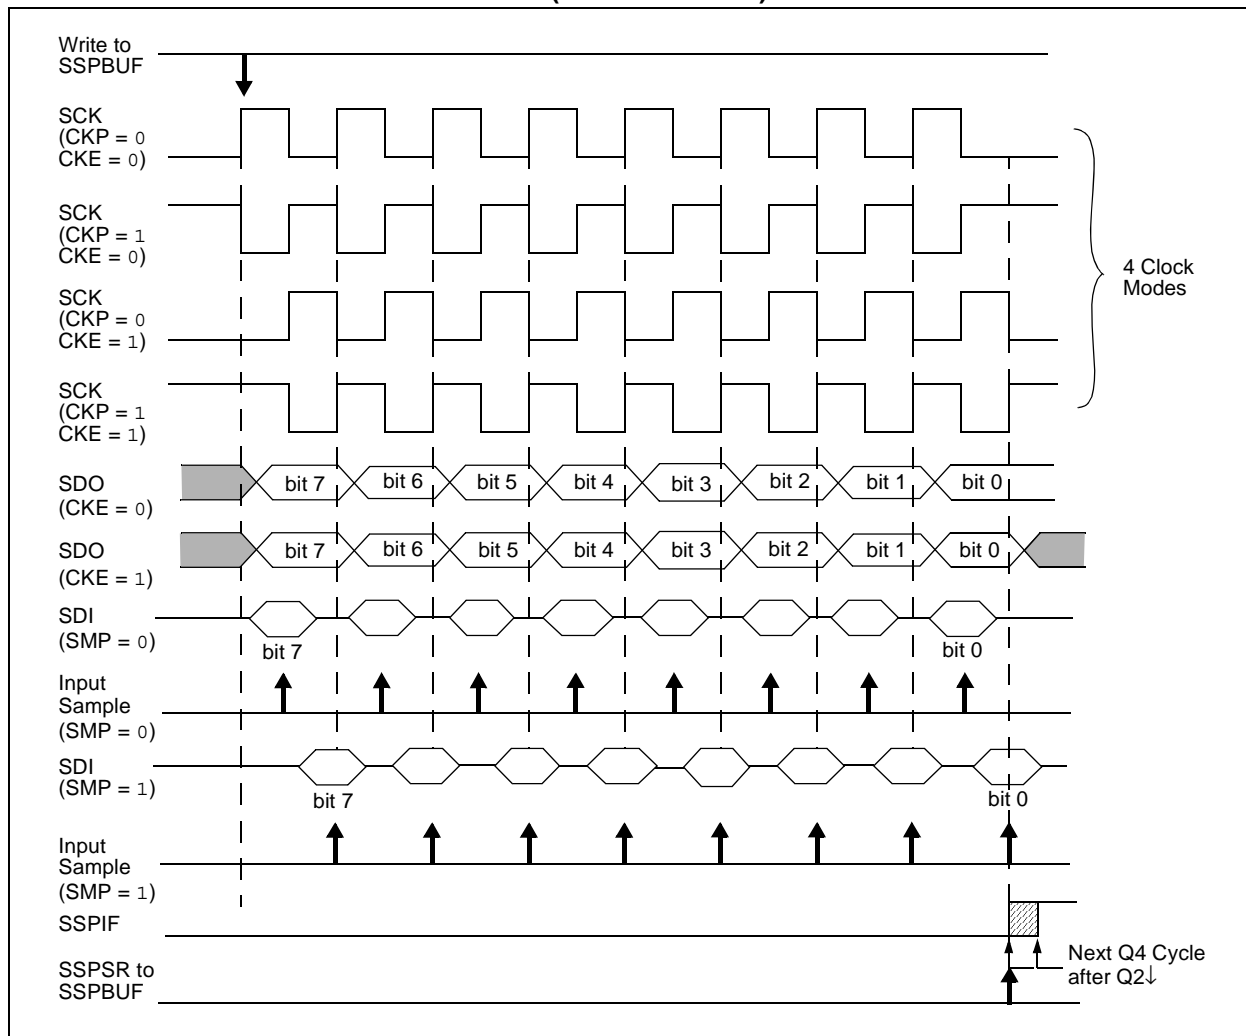 Write to
SSPBUF
SCK
(CKP = 0
CKE = 0)
SCK
(CKP = 1
CKE = 0)
4 Clock
Modes
SCK
(CKP = 0
CKE = 1)
SCK
(CKP = 1
CKE = 1)
SDO
(CKE = 0)
bit 7 bit 6 bit 5 bit 4 bit 3 bit 2 bit 1 bit 0
SDO
(CKE = 1)
bit 7 bit 6 bit 5 bit 4 bit 3 bit 2 bit 1 bit 0
SDI
(SMP = 0)
bit 7 bit 0
Input
Sample
(SMP = 0)
SDI
(SMP = 1)
bit 7 bit 0
Input
Sample
(SMP = 1)
SSPIF
Next Q4 Cycle
after Q2↓
SSPSR to
SSPBUF